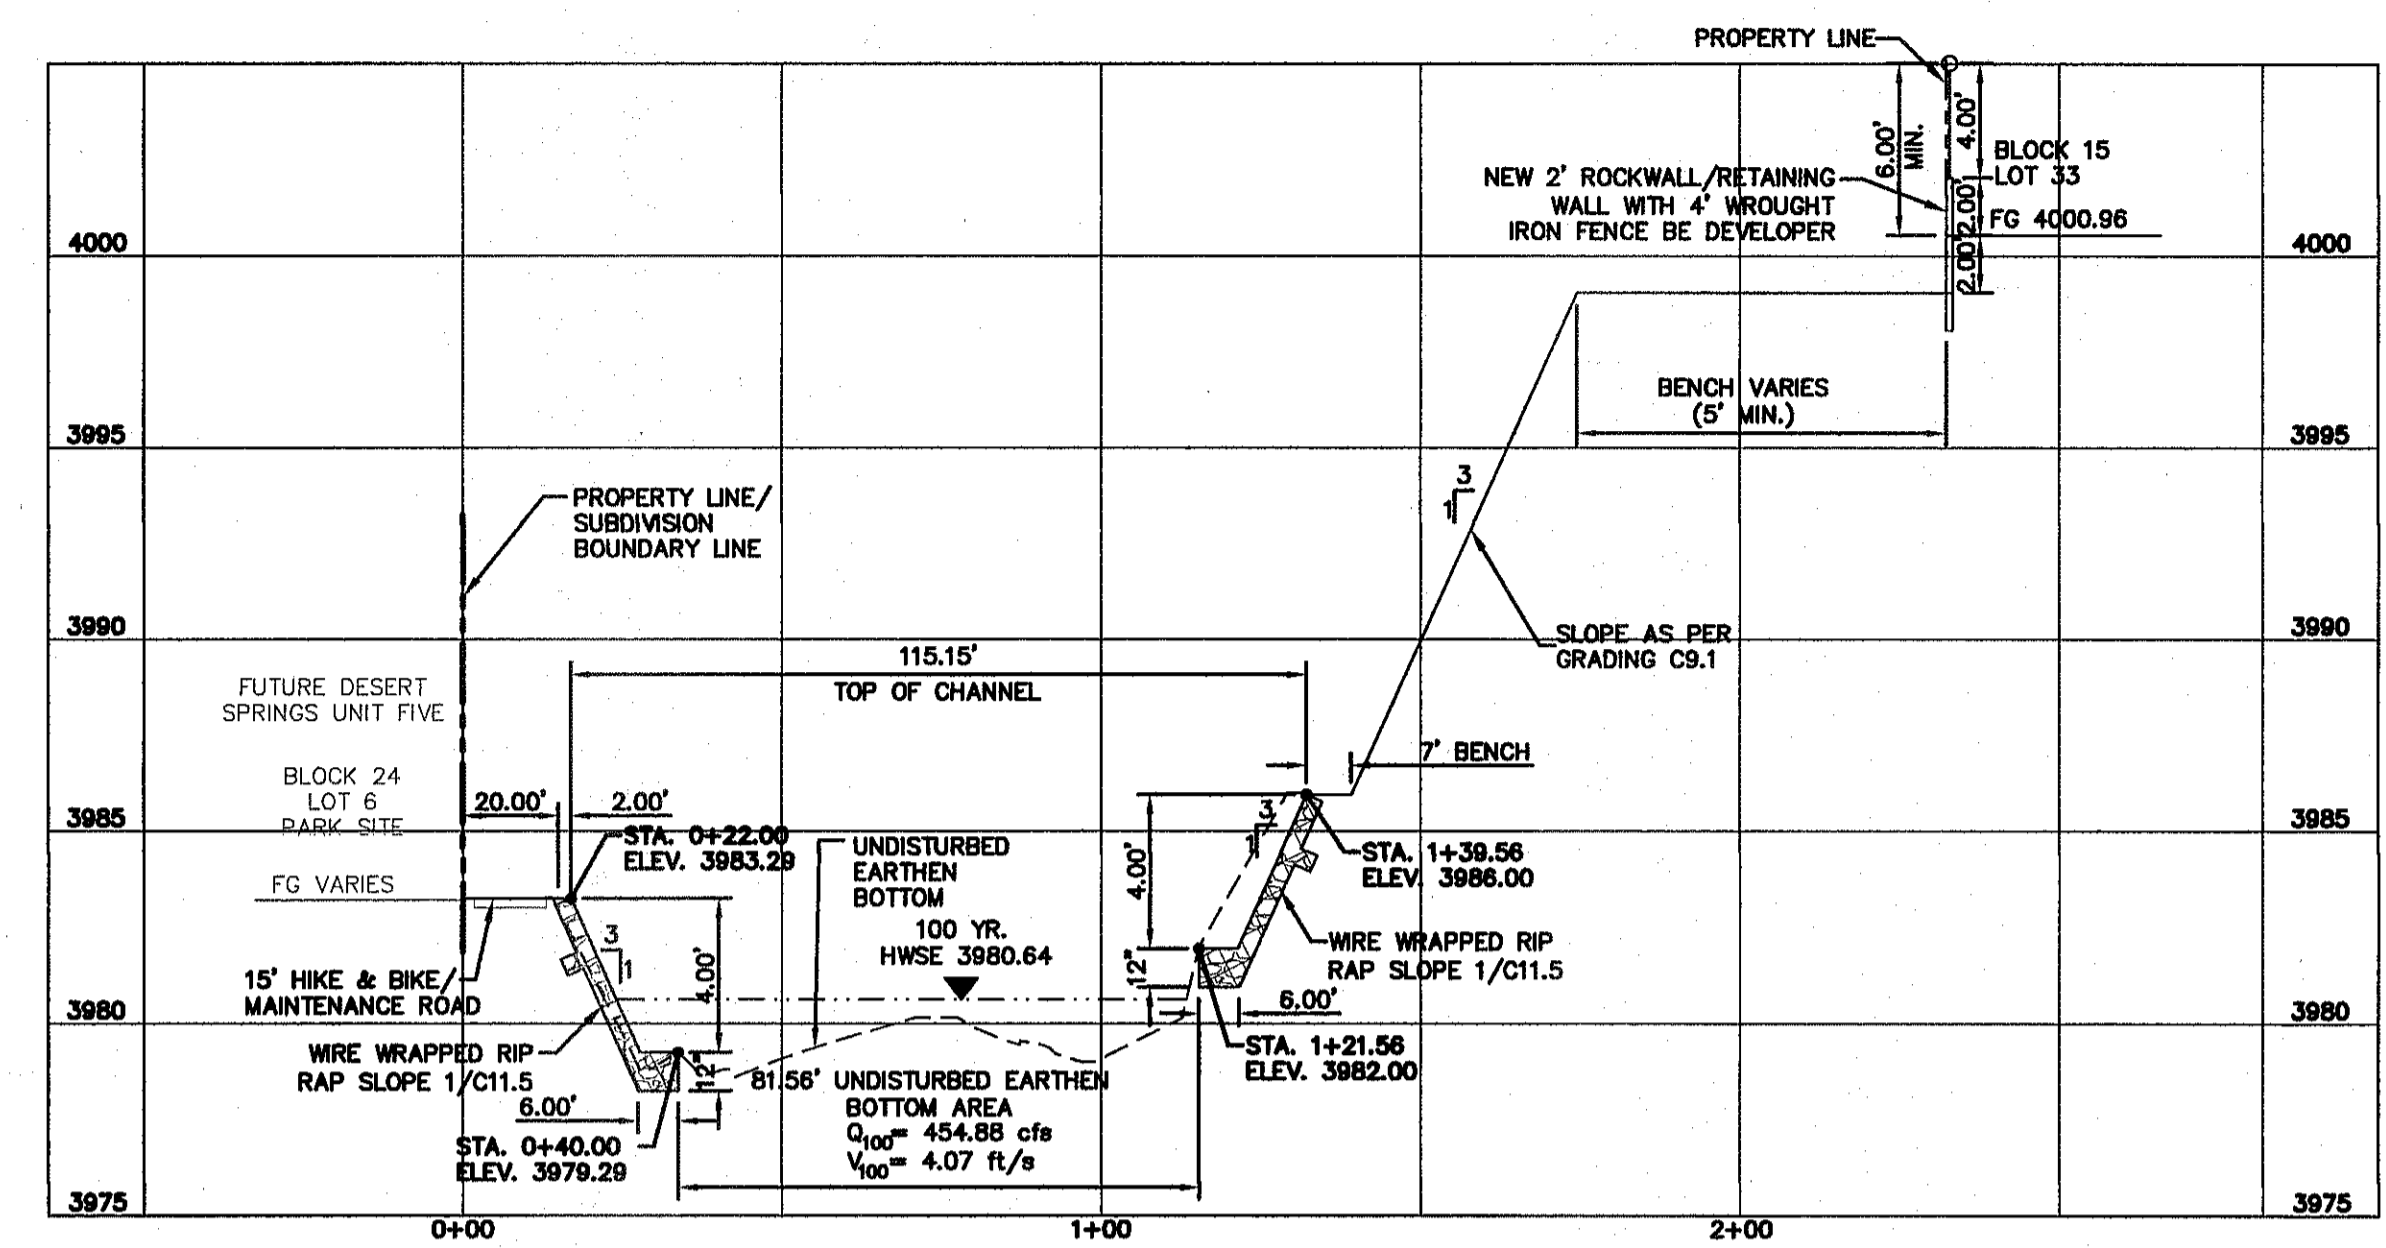 PROPERTY LINE
6.00'
MIN.
4.00'
BLOCK 15
LOT 33
NEW 2' ROCKWALL/RETAINING
WALL WITH 4' WROUGHT
IRON FENCE BE DEVELOPER
2.00'
FG 4000.96
2.00'
4000
4000
BENCH VARIES
(5' MIN.)
3995
3995
3
1
PROPERTY LINE/
SUBDIVISION
BOUNDARY LINE
SLOPE AS PER
GRADING C9.1
3990
3990
115.15'
TOP OF CHANNEL
FUTURE DESERT
SPRINGS UNIT FIVE
7' BENCH
BLOCK 24
LOT 6
PARK SITE
20.00'
2.00'
3985
3985
STA. 0+22.00
ELEV. 3983.29
UNDISTURBED
EARTHEN
BOTTOM
3
1
4.00'
STA. 1+39.56
ELEV. 3986.00
FG VARIES
100 YR.
HWSE 3980.64
3
1
4.00'
12"
WIRE WRAPPED RIP
RAP SLOPE 1/C11.5
15' HIKE & BIKE/
MAINTENANCE ROAD
6.00'
3980
3980
WIRE WRAPPED RIP
RAP SLOPE 1/C11.5
12"
STA. 1+21.56
ELEV. 3982.00
81.56' UNDISTURBED EARTHEN
BOTTOM AREA
Q100= 454.88 cfs
V100= 4.07 ft/s
6.00'
STA. 0+40.00
ELEV. 3979.29
3975
3975
0+00
1+00
2+00